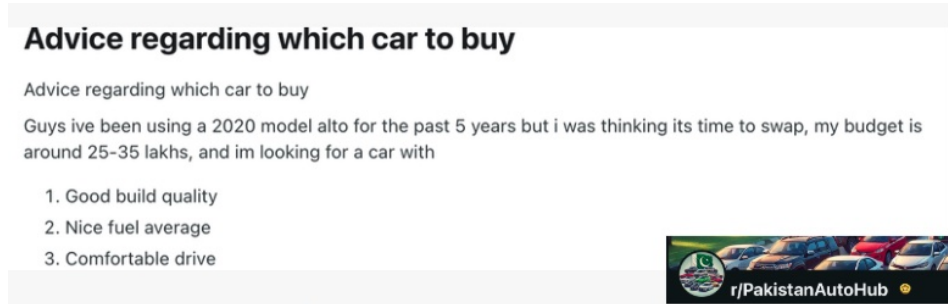 Advice regarding which car to buy
Advice regarding which car to buy
Guys ive been using a 2020 model alto for the past 5 years but i was thinking its time to swap, my budget is
around 25-35 lakhs, and im looking for a car with
1. Good build quality
2. Nice fuel average
3. Comfortable drive
r/PakistanAutoHub